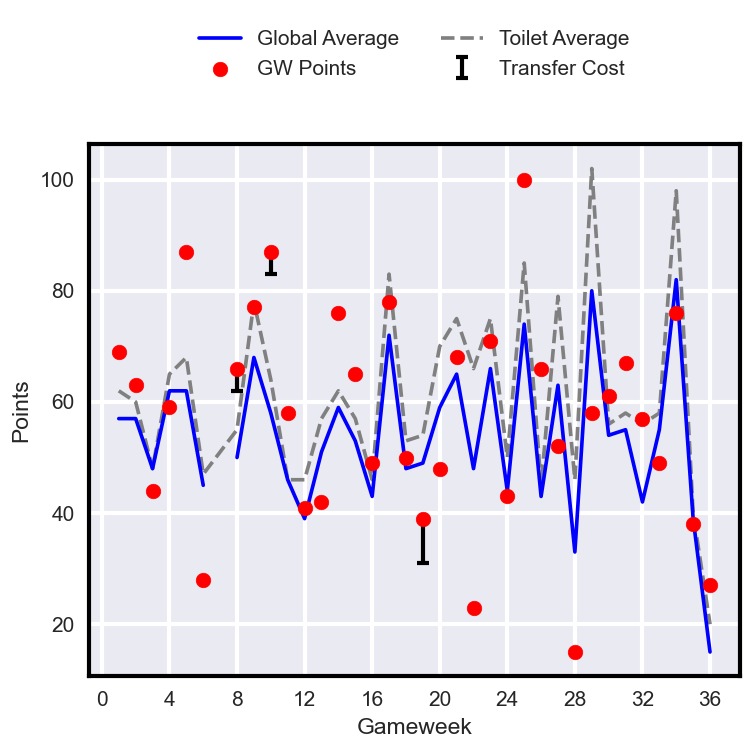 Global Average
Toilet Average
GW Points
Transfer Cost
100
80
60
40
20
Points
0 4 8 12 16 20 24 28 32 36
Gameweek